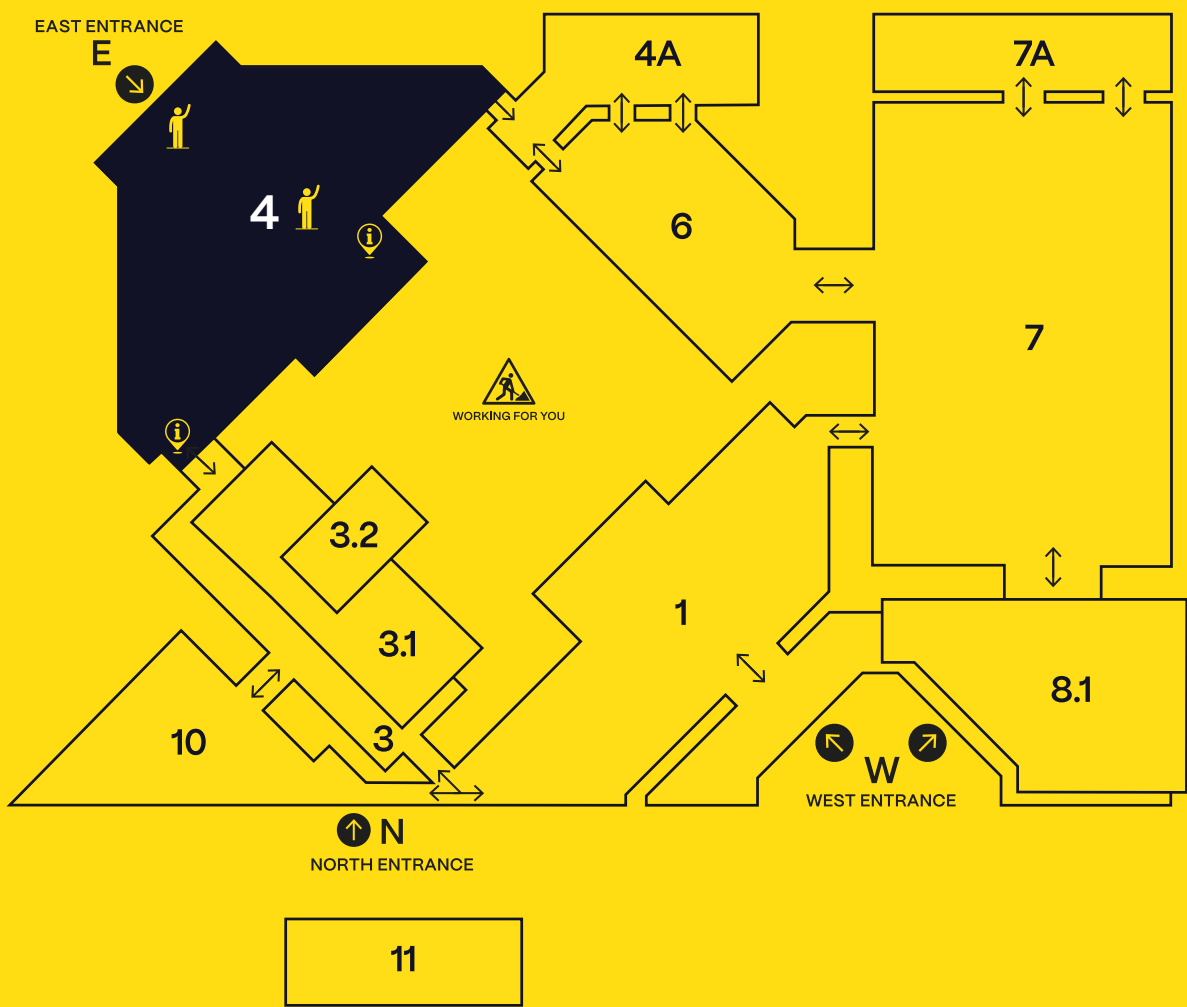 EAST ENTRANCE
E
4A
7A
4
i
6
7
WORKING FOR YOU
i
3.2
1
3.1
8.1
10
3
W
WEST ENTRANCE
N
NORTH ENTRANCE
11